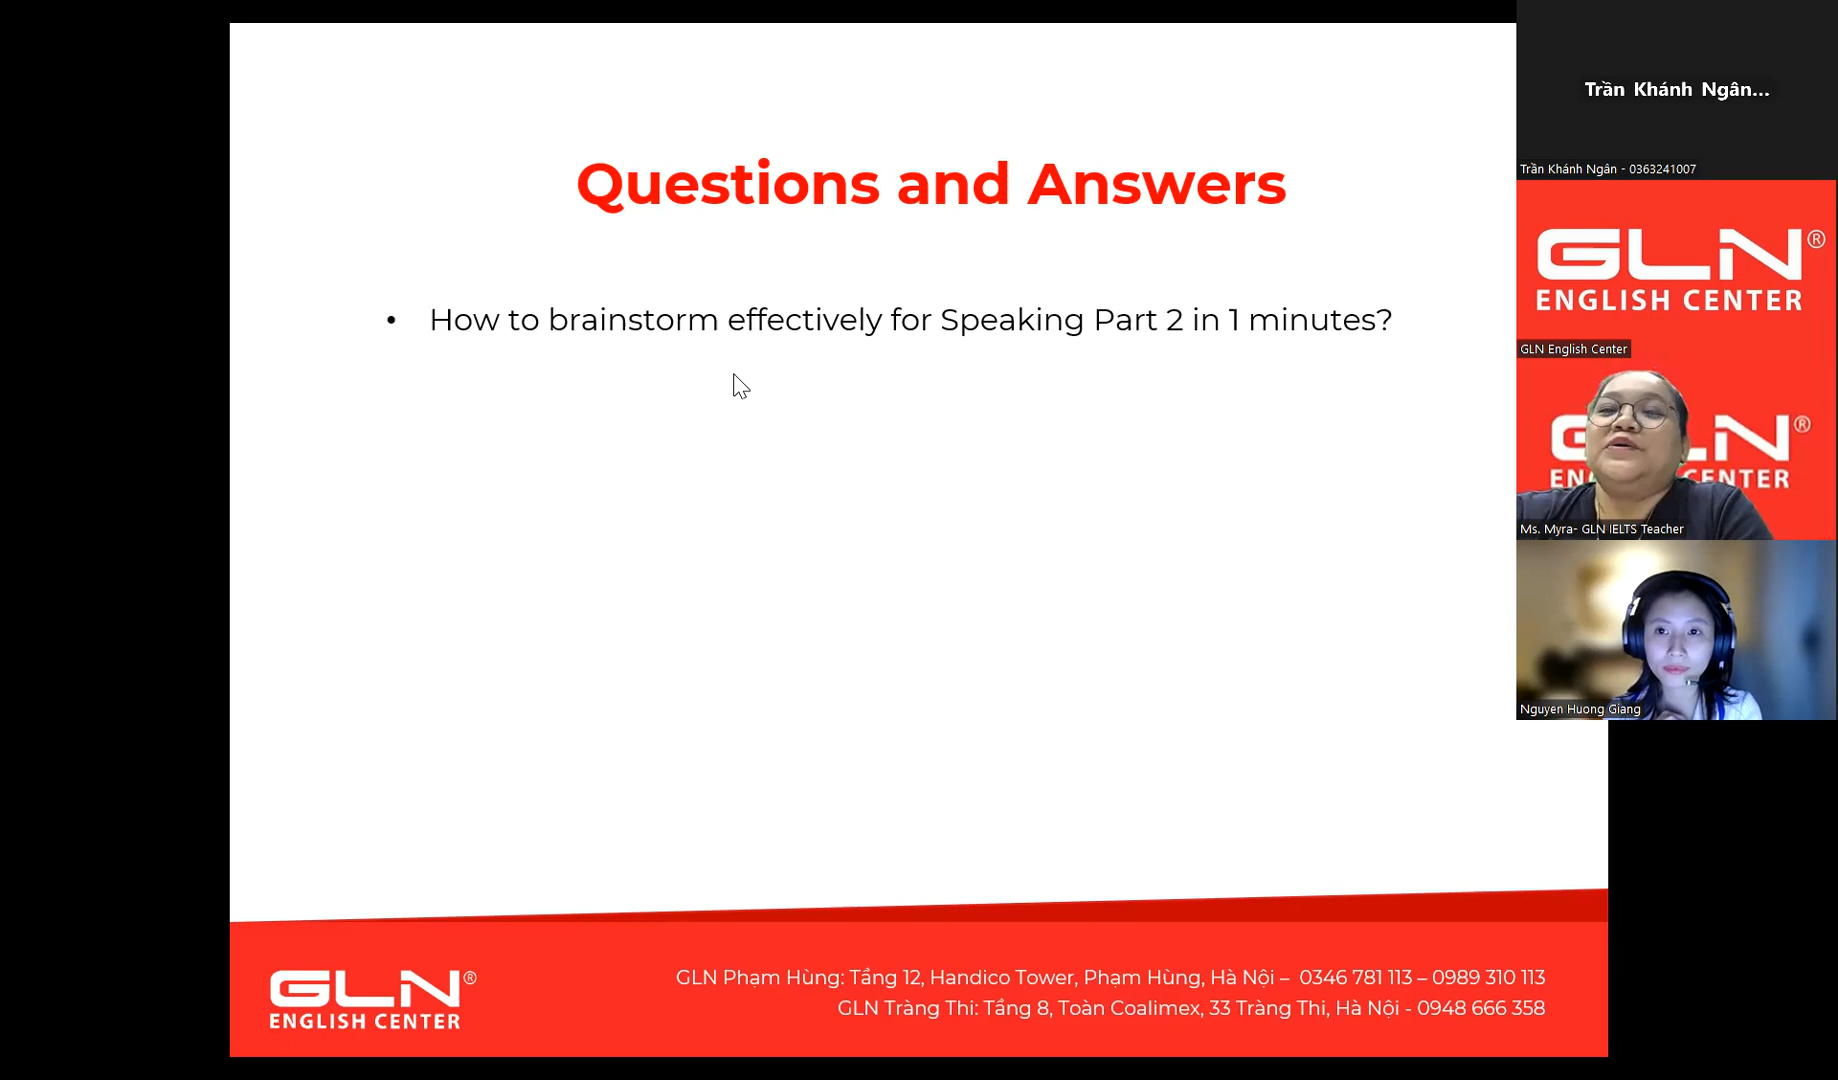 Questions and Answers
• How to brainstorm effectively for Speaking Part 2 in 1 minutes?
GLN®
ENGLISH CENTER
GLN Phạm Hùng: Tầng 12, Handico Tower, Phạm Hùng, Hà Nội – 0346 781 113 – 0989 310 113
GLN Tràng Thi: Tầng 8, Toàn Coalimex, 33 Tràng Thi, Hà Nội - 0948 666 358
Trần Khánh Ngân...
Trần Khánh Ngân - 0363241007
GLN®
ENGLISH CENTER
GLN English Center
GLN®
ENGLISH CENTER
Ms. Myra- GLN IELTS Teacher
Nguyen Huong Giang